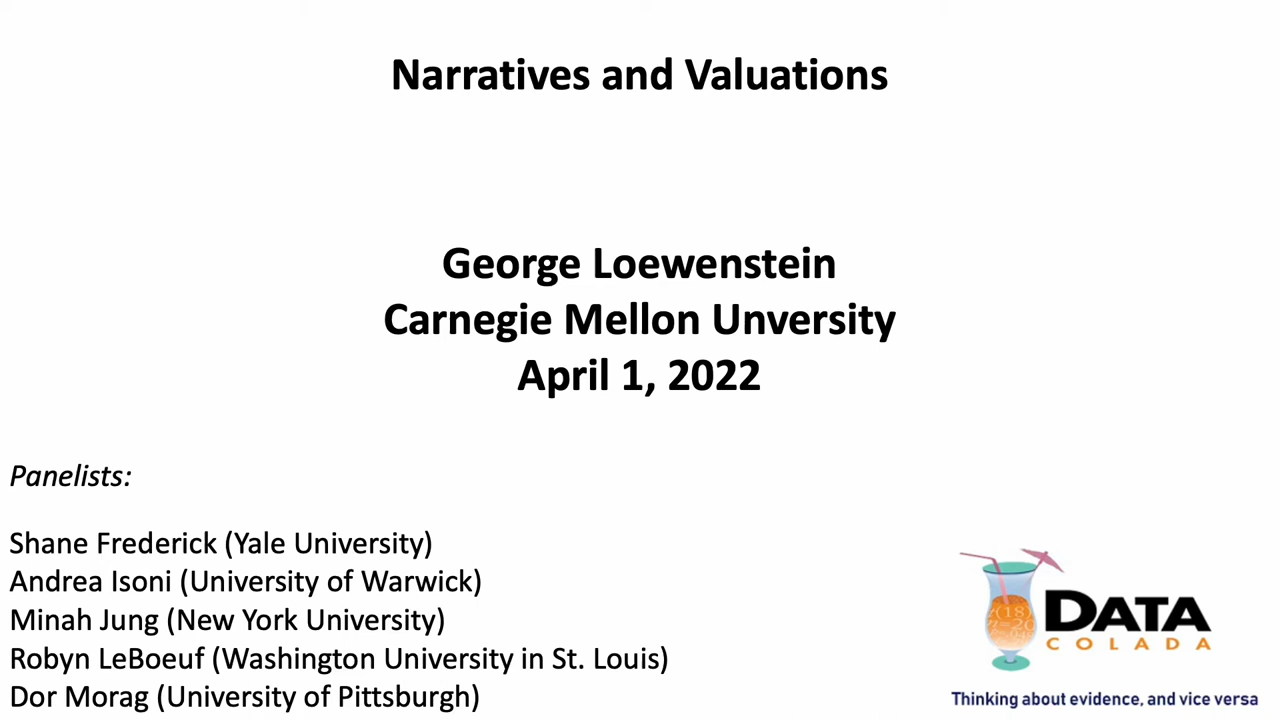 Narratives and Valuations
George Loewenstein
Carnegie Mellon Unversity
April 1, 2022
Panelists:
Shane Frederick (Yale University)
Andrea Isoni (University of Warwick)
Minah Jung (New York University)
Robyn LeBoeuf (Washington University in St. Louis)
Dor Morag (University of Pittsburgh)
DATA
COLADA
Thinking about evidence, and vice versa